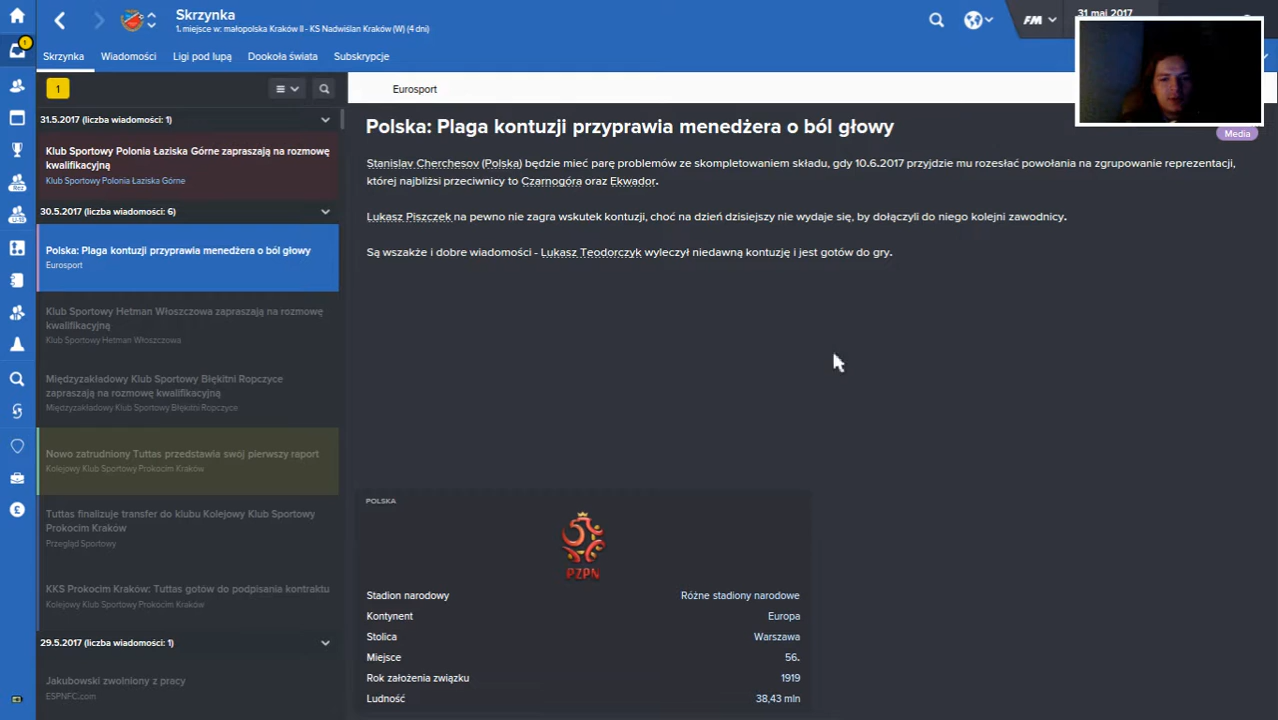 Skrzynka
1. miejsce w: małopolska Kraków II - KS Nadwiślan Kraków (W) (4 dni)
FM
31 maj 2017
1
Skrzynka
Wiadomości
Ligi pod lupą
Dookoła świata
Subskrypcje
1
Eurosport
31.5.2017 (liczba wiadomości: 1)
Klub Sportowy Polonia Łaziska Górne zapraszają na rozmowę
kwalifikacyjną
Klub Sportowy Polonia Łaziska Górne
30.5.2017 (liczba wiadomości: 6)
Polska: Plaga kontuzji przyprawia menedżera o ból głowy
Eurosport
Klub Sportowy Hetman Włoszczowa zapraszają na rozmowę
kwalifikacyjną
Klub Sportowy Hetman Włoszczowa
Międzyzakładowy Klub Sportowy Błękitni Ropczyce
zapraszają na rozmowę kwalifikacyjną
Międzyzakładowy Klub Sportowy Błękitni Ropczyce
Nowo zatrudniony Tuttas przedstawia swój pierwszy raport
Kolejowy Klub Sportowy Prokocim Kraków
Tuttas finalizuje transfer do klubu Kolejowy Klub Sportowy
Prokocim Kraków
Przegląd Sportowy
KKS Prokocim Kraków: Tuttas gotów do podpisania kontraktu
Kolejowy Klub Sportowy Prokocim Kraków
29.5.2017 (liczba wiadomości: 1)
Jakubowski zwolniony z pracy
ESPNFC.com
Polska: Plaga kontuzji przyprawia menedżera o ból głowy
Media
Stanislav Cherchesov (Polska) będzie mieć parę problemów ze skompletowaniem składu, gdy 10.6.2017 przyjdzie mu rozesłać powołania na zgrupowanie reprezentacji,
której najbliżsi przeciwnicy to Czarnogóra oraz Ekwador.
Lukasz Piszczek na pewno nie zagra wskutek kontuzji, choć na dzień dzisiejszy nie wydaje się, by dołączyli do niego kolejni zawodnicy.
Są wszakże i dobre wiadomości - Lukasz Teodorczyk wyleczył niedawną kontuzję i jest gotów do gry.
POLSKA
PZPN
Stadion narodowy Różne stadiony narodowe
Kontynent Europa
Stolica Warszawa
Miejsce 56.
Rok założenia związku 1919
Ludność 38,43 mln